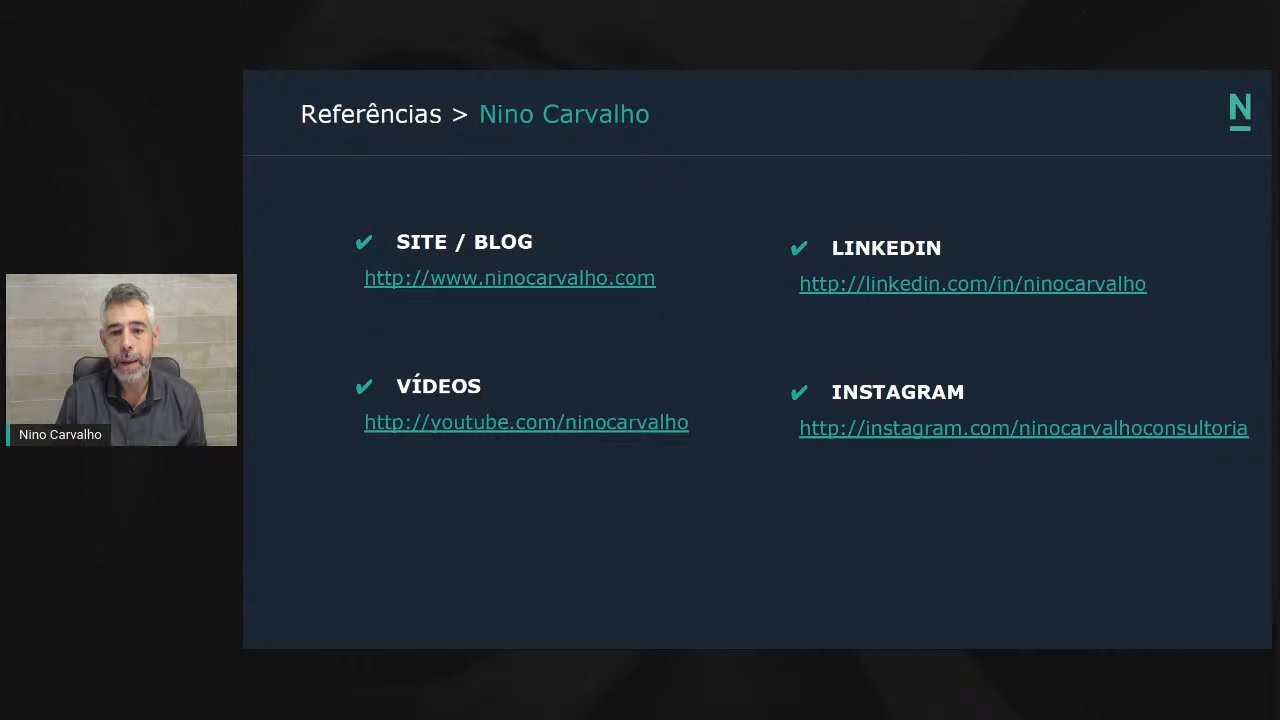 Referências > Nino Carvalho
N
✔ SITE / BLOG
http://www.ninocarvalho.com
✔ LINKEDIN
http://linkedin.com/in/ninocarvalho
✔ VÍDEOS
http://youtube.com/ninocarvalho
✔ INSTAGRAM
http://instagram.com/ninocarvalhoconsultoria
Nino Carvalho